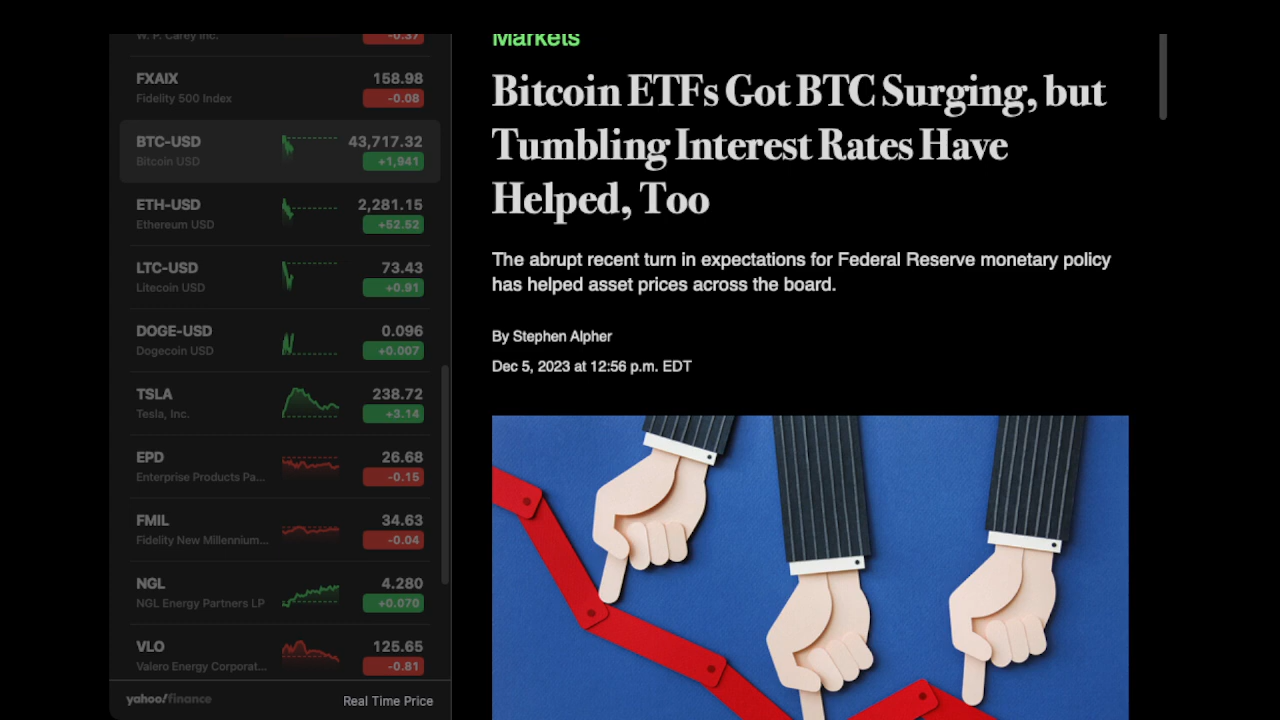 W. P. Carey Inc.
-0.37
FXAIX
158.98
Fidelity 500 Index
-0.08
BTC-USD
43,717.32
Bitcoin USD
+1,941
ETH-USD
2,281.15
Ethereum USD
+52.52
LTC-USD
73.43
Litecoin USD
+0.91
DOGE-USD
0.096
Dogecoin USD
+0.007
TSLA
238.72
Tesla, Inc.
+3.14
EPD
26.68
Enterprise Products Pa...
-0.15
FMIL
34.63
Fidelity New Millennium...
-0.04
NGL
4.280
NGL Energy Partners LP
+0.070
VLO
125.65
Valero Energy Corporat...
-0.81
yahoo!finance
Real Time Price
Markets
Bitcoin ETFs Got BTC Surging, but
Tumbling Interest Rates Have
Helped, Too
The abrupt recent turn in expectations for Federal Reserve monetary policy
has helped asset prices across the board.
By Stephen Alpher
Dec 5, 2023 at 12:56 p.m. EDT